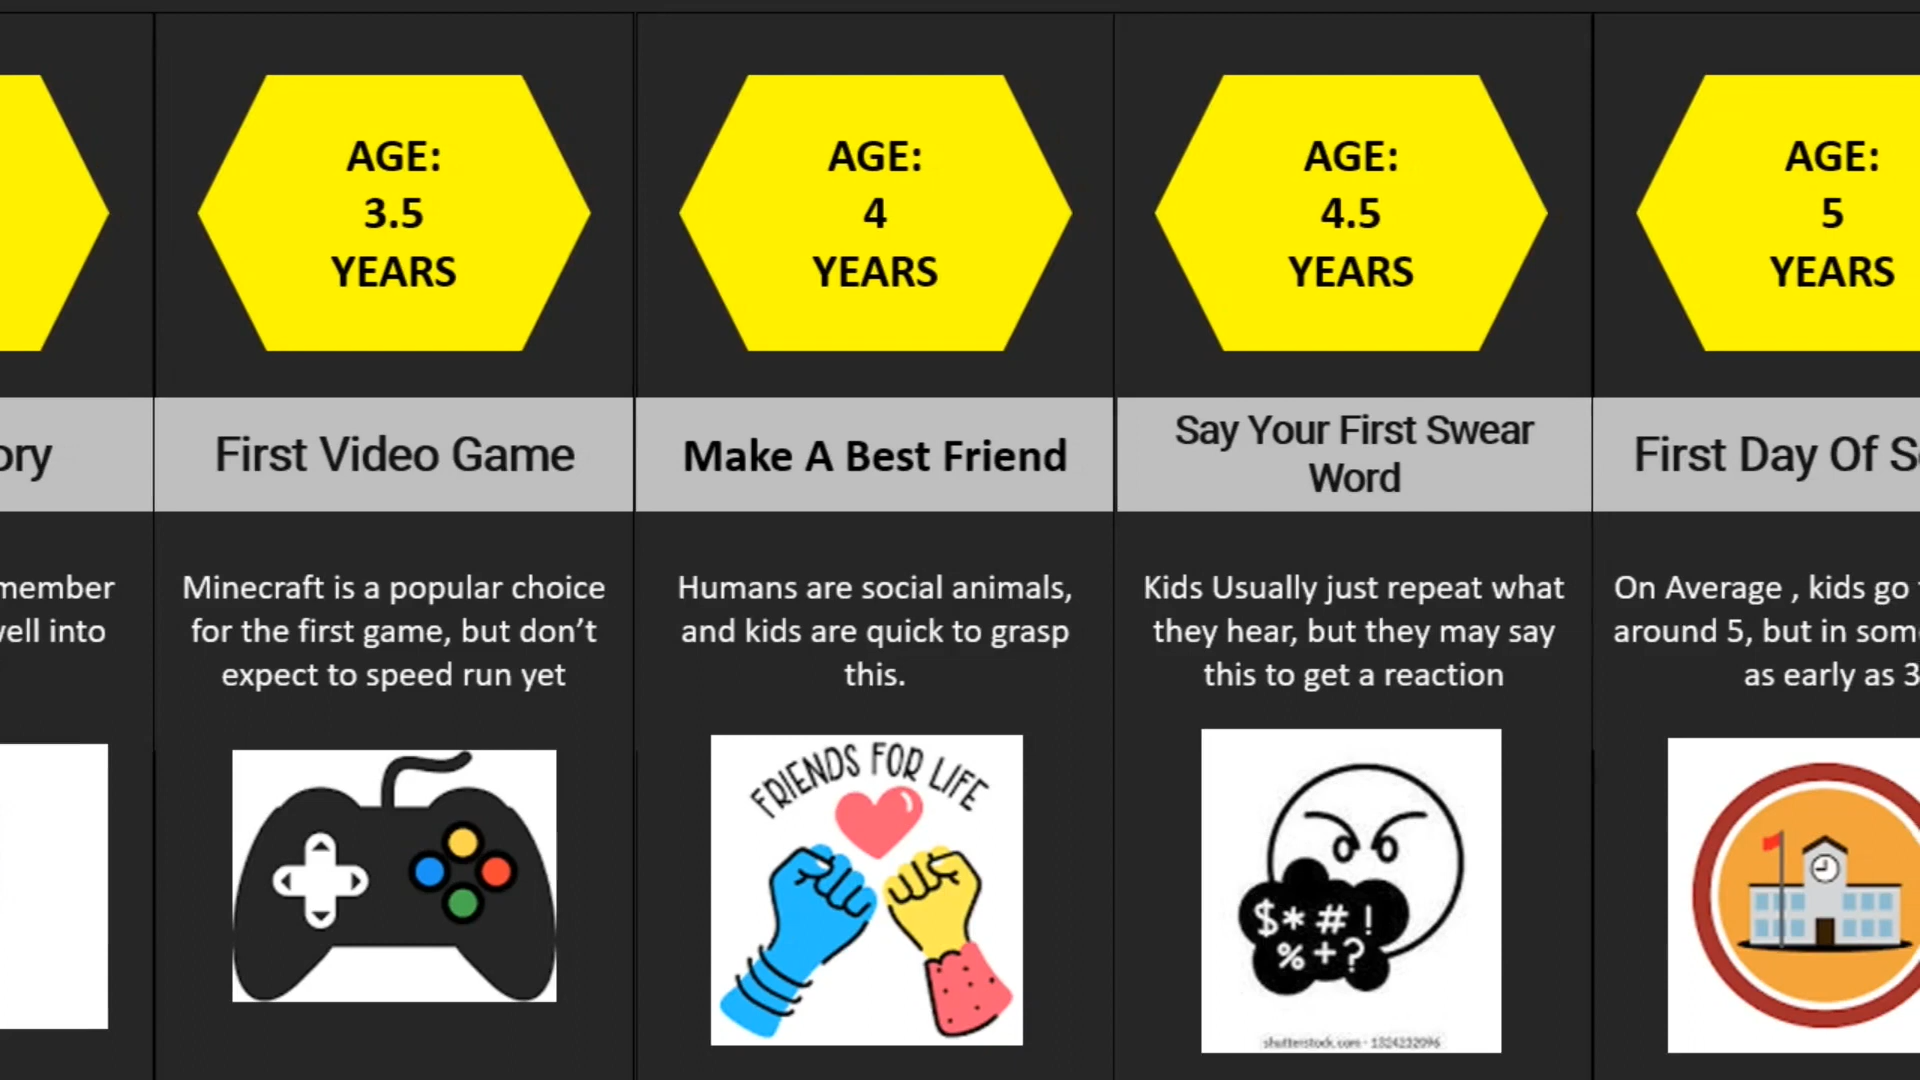 ory
member
well into
AGE:
3.5
YEARS
First Video Game
Minecraft is a popular choice
for the first game, but don’t
expect to speed run yet
AGE:
4
YEARS
Make A Best Friend
Humans are social animals,
and kids are quick to grasp
this.
FRIENDS FOR LIFE
AGE:
4.5
YEARS
Say Your First Swear
Word
Kids Usually just repeat what
they hear, but they may say
this to get a reaction
$*#!
%+?
shutterstock.com · 1324232096
AGE:
5
YEARS
First Day Of S
On Average , kids go
around 5, but in som
as early as 3